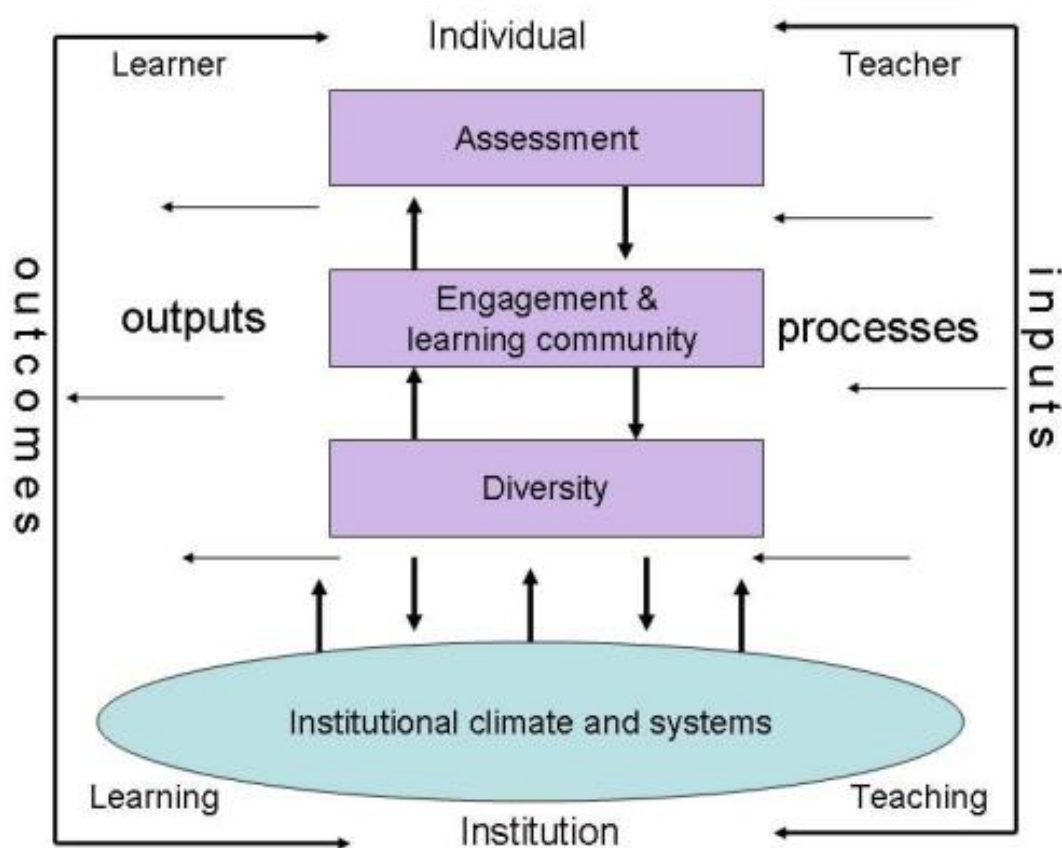 Individual
Learner
Teacher
Assessment
Engagement &
learning community
outputs
processes
outcomes
inputs
Diversity
Institutional climate and systems
Learning
Teaching
Institution